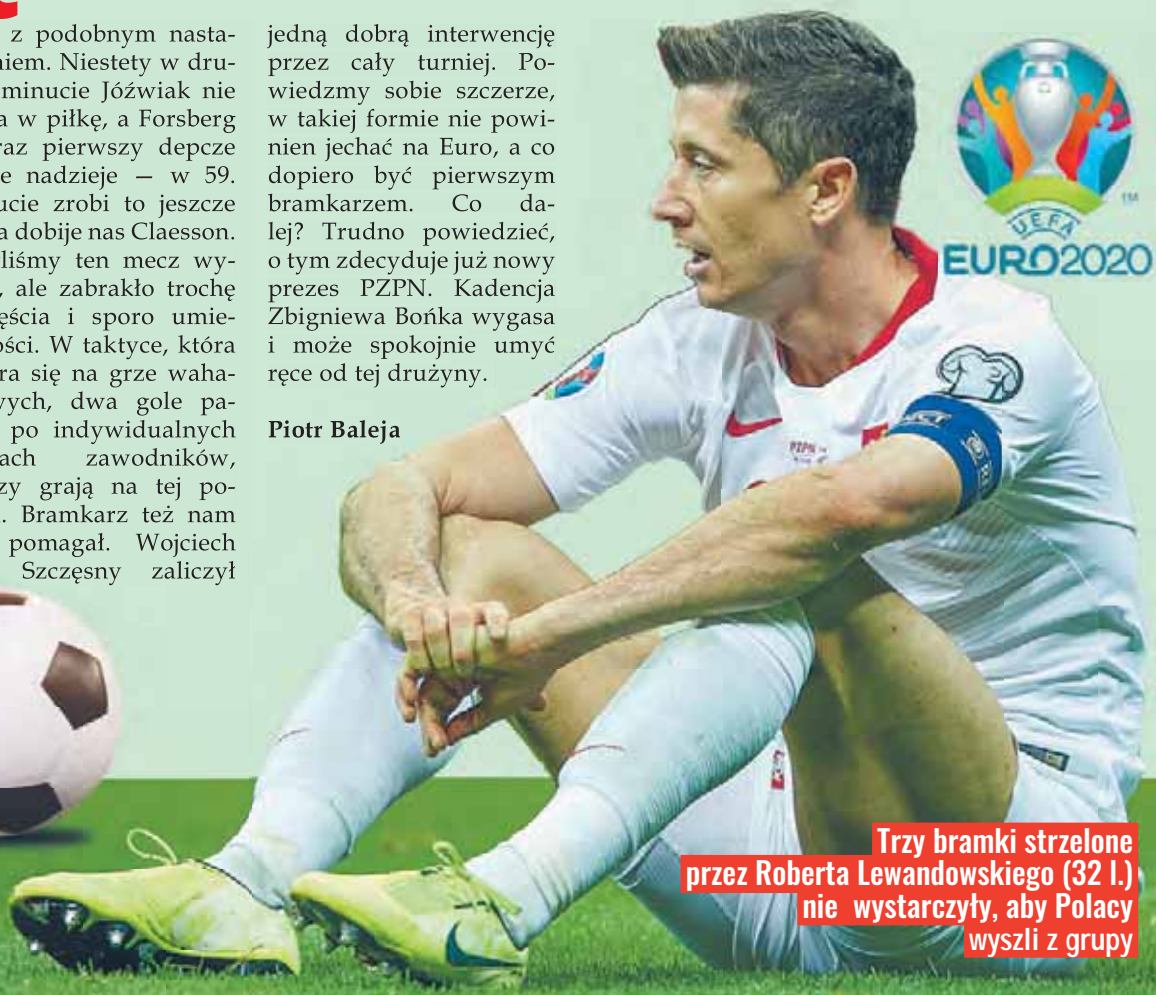 z podobnym nasta-
niem. Niestety w dru-
minucie Jóźwiak nie
a w piłkę, a Forsberg
raz pierwszy depcze
e nadzieje — w 59.
ucie zrobi to jeszcze
a dobije nas Claesson.
liśmy ten mecz wy-
, ale zabrakło trochę
ęścia i sporo umie-
ości. W taktyce, która
ra się na grze waha-
vych, dwa gole pa-
po indywidualnych
ach zawodników,
zy grają na tej po-
. Bramkarz też nam
pomagał. Wojciech
Szczęsny zaliczył
jedną dobrą interwencję
przez cały turniej. Po-
wiedzmy sobie szczerze,
w takiej formie nie powi-
nien jechać na Euro, a co
dopiero być pierwszym
bramkarzem. Co da-
lej? Trudno powiedzieć,
o tym zdecyduje już nowy
prezes PZPN. Kadencja
Zbigniewa Bońka wygasa
i może spokojnie umyć
ręce od tej drużyny.
Piotr Baleja
TM
UEFA
EURO2020
PZPN
Trzy bramki strzelone
przez Roberta Lewandowskiego (32 l.)
nie wystarczyły, aby Polacy
wyszli z grupy